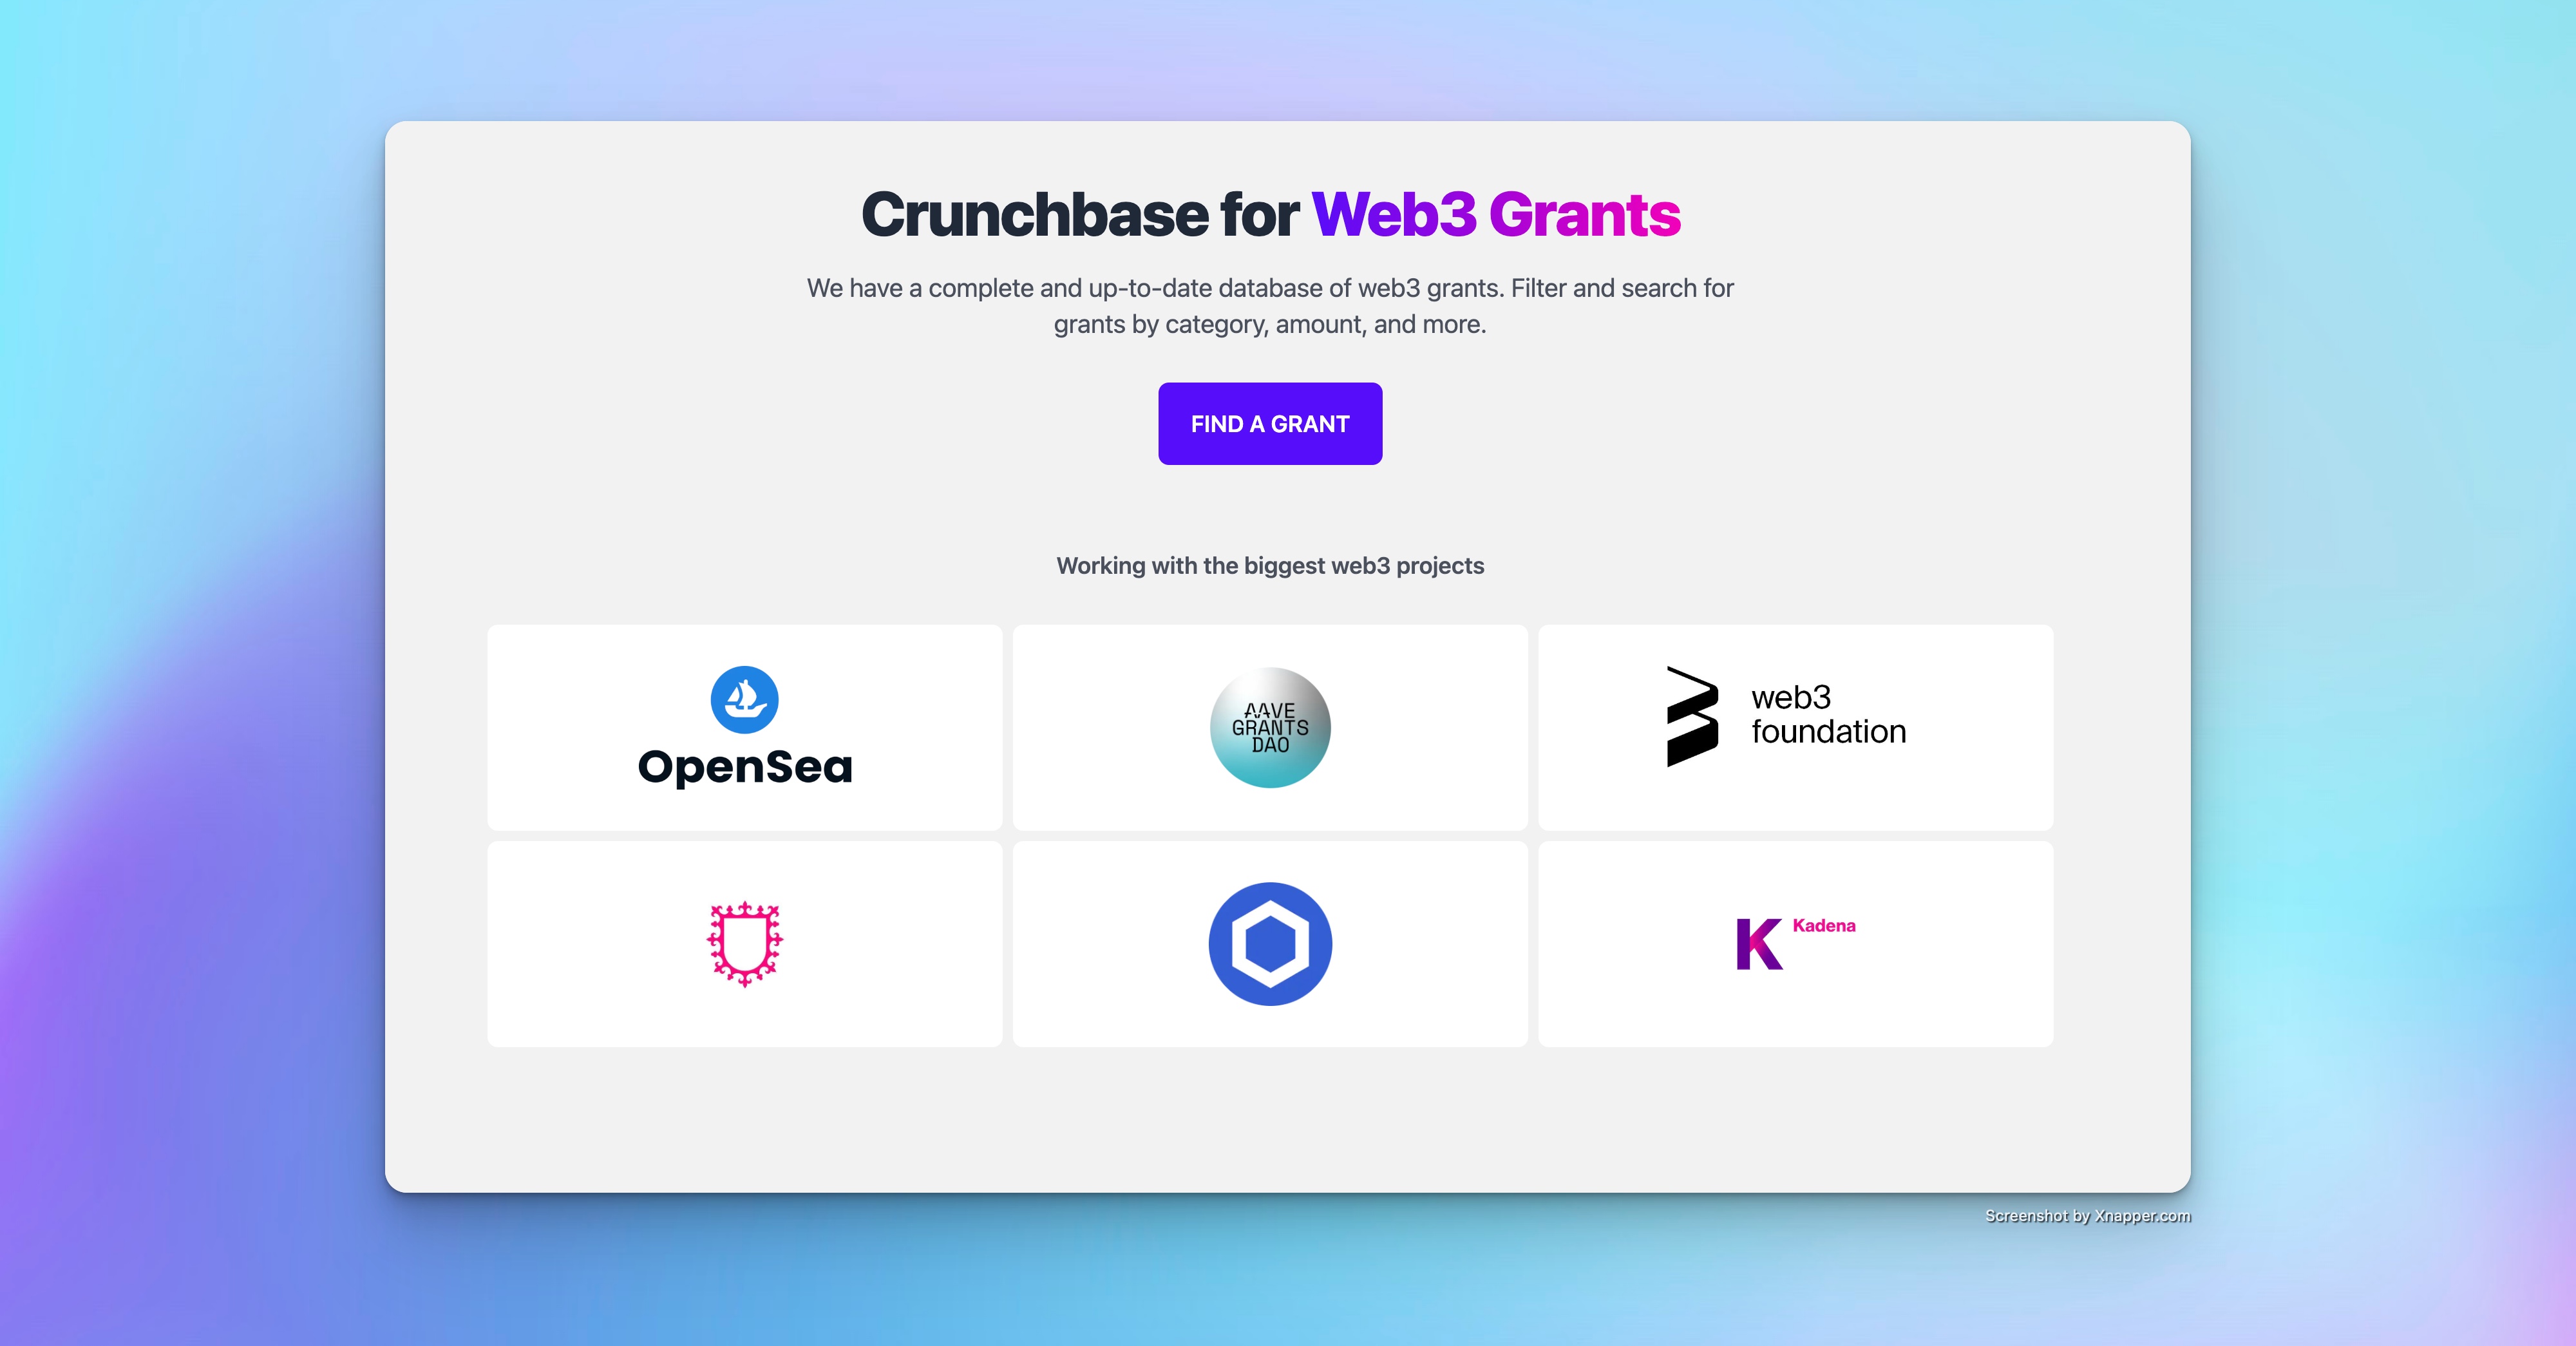 Crunchbase for Web3 Grants
We have a complete and up-to-date database of web3 grants. Filter and search for
grants by category, amount, and more.
FIND A GRANT
Working with the biggest web3 projects
OpenSea
AAVE
GRANTS
DAO
web3
foundation
Kadena
Screenshot by Xnapper.com